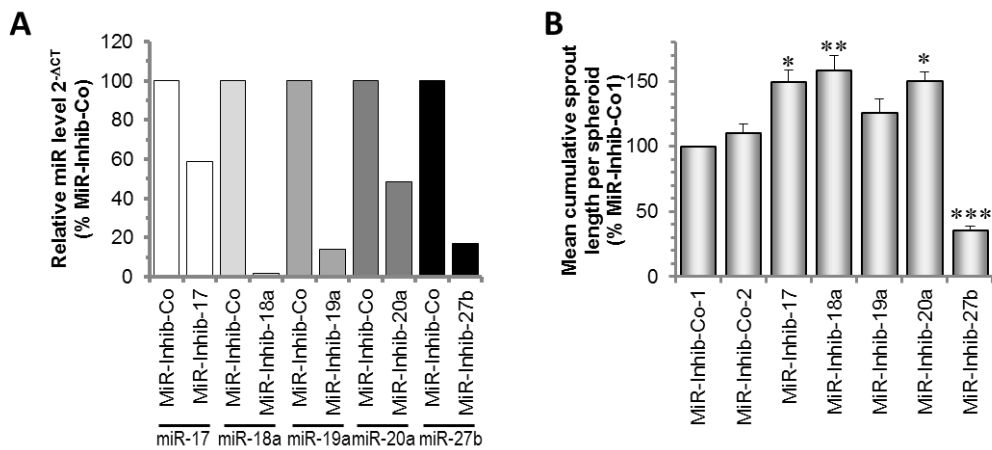 A
Relative miR level 2-ΔCT
(% MiR-Inhib-Co)
120
100
80
60
40
20
0
MiR-Inhib-Co
MiR-Inhib-17
MiR-Inhib-Co
MiR-Inhib-18a
MiR-Inhib-Co
MiR-Inhib-19a
MiR-Inhib-Co
MiR-Inhib-20a
MiR-Inhib-Co
MiR-Inhib-27b
miR-17
miR-18a
miR-19a
miR-20a
miR-27b
B
Mean cumulative sprout
length per spheroid
(% MiR-Inhib-Co1)
150
100
50
0
*
**
*
***
MiR-Inhib-Co-1
MiR-Inhib-Co-2
MiR-Inhib-17
MiR-Inhib-18a
MiR-Inhib-19a
MiR-Inhib-20a
MiR-Inhib-27b